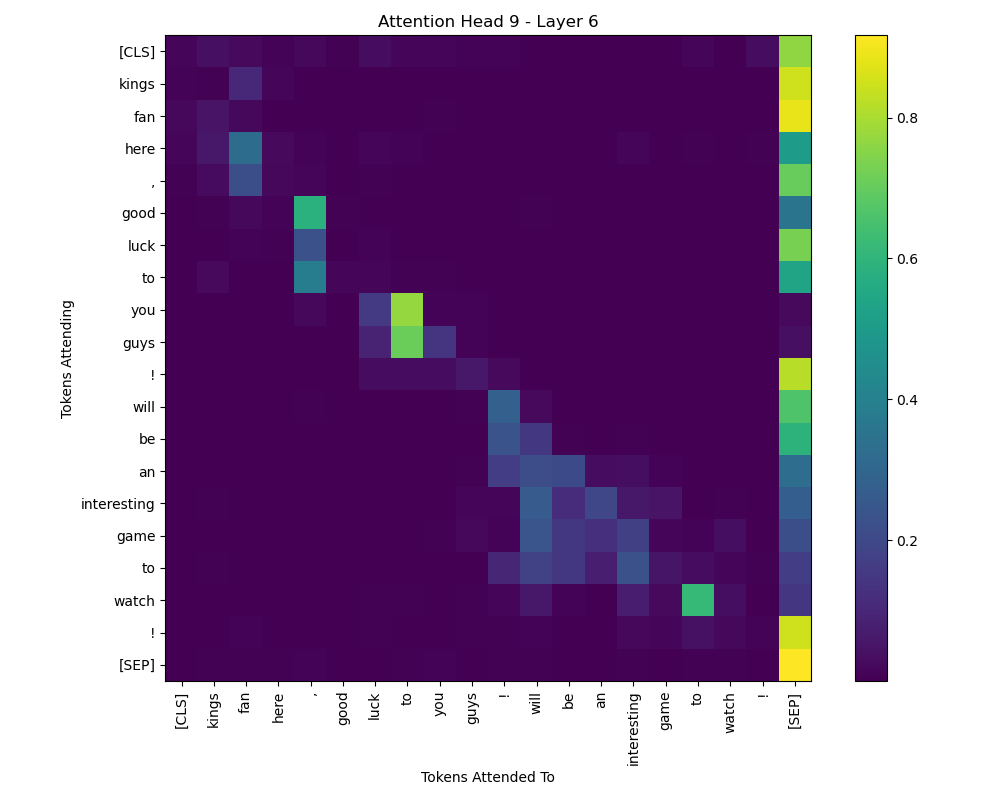 Attention Head 9 - Layer 6
[CLS]
kings
fan
here
,
good
luck
to
you
guys
!
will
be
an
interesting
game
to
watch
!
[SEP]
Tokens Attending
[CLS]
kings
fan
here
,
good
luck
to
you
guys
!
will
be
an
interesting
game
to
watch
!
[SEP]
Tokens Attended To
0.8
0.6
0.4
0.2